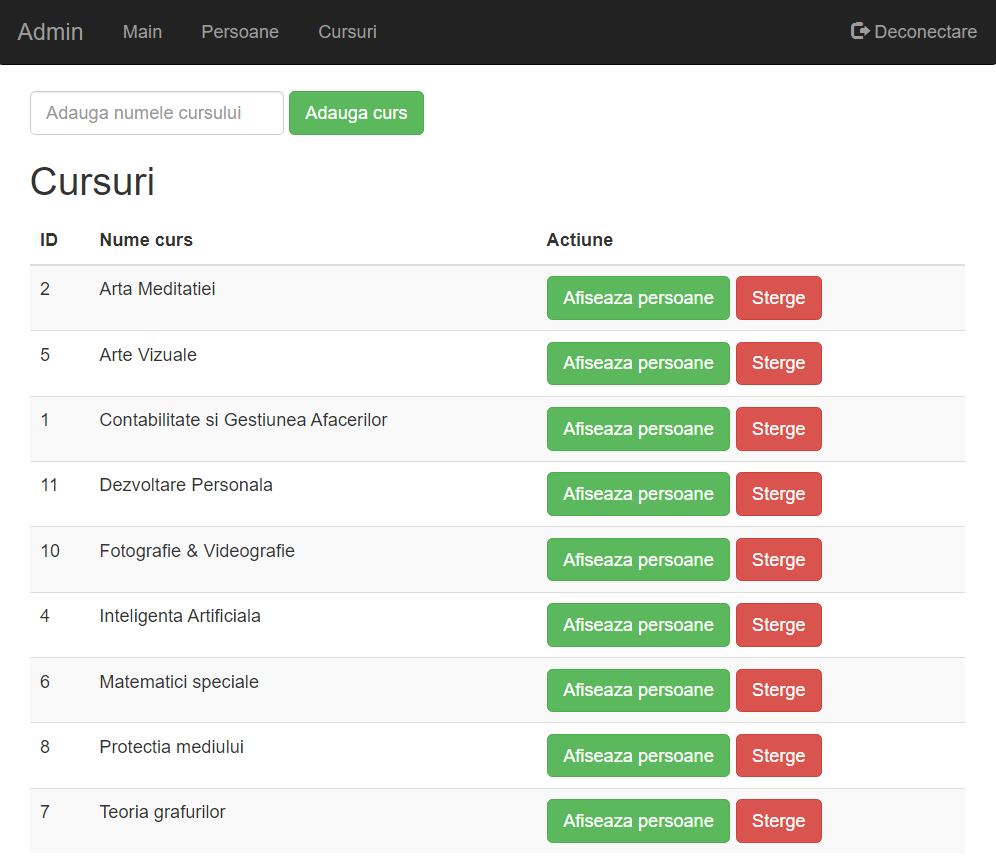 Admin Main Persoane Cursuri Deconectare
Adauga numele cursului Adauga curs
Cursuri
ID Nume curs Actiune
2 Arta Meditatiei Afiseaza persoane Sterge
5 Arte Vizuale Afiseaza persoane Sterge
1 Contabilitate si Gestiunea Afacerilor Afiseaza persoane Sterge
11 Dezvoltare Personala Afiseaza persoane Sterge
10 Fotografie & Videografie Afiseaza persoane Sterge
4 Inteligenta Artificiala Afiseaza persoane Sterge
6 Matematici speciale Afiseaza persoane Sterge
8 Protectia mediului Afiseaza persoane Sterge
7 Teoria grafurilor Afiseaza persoane Sterge